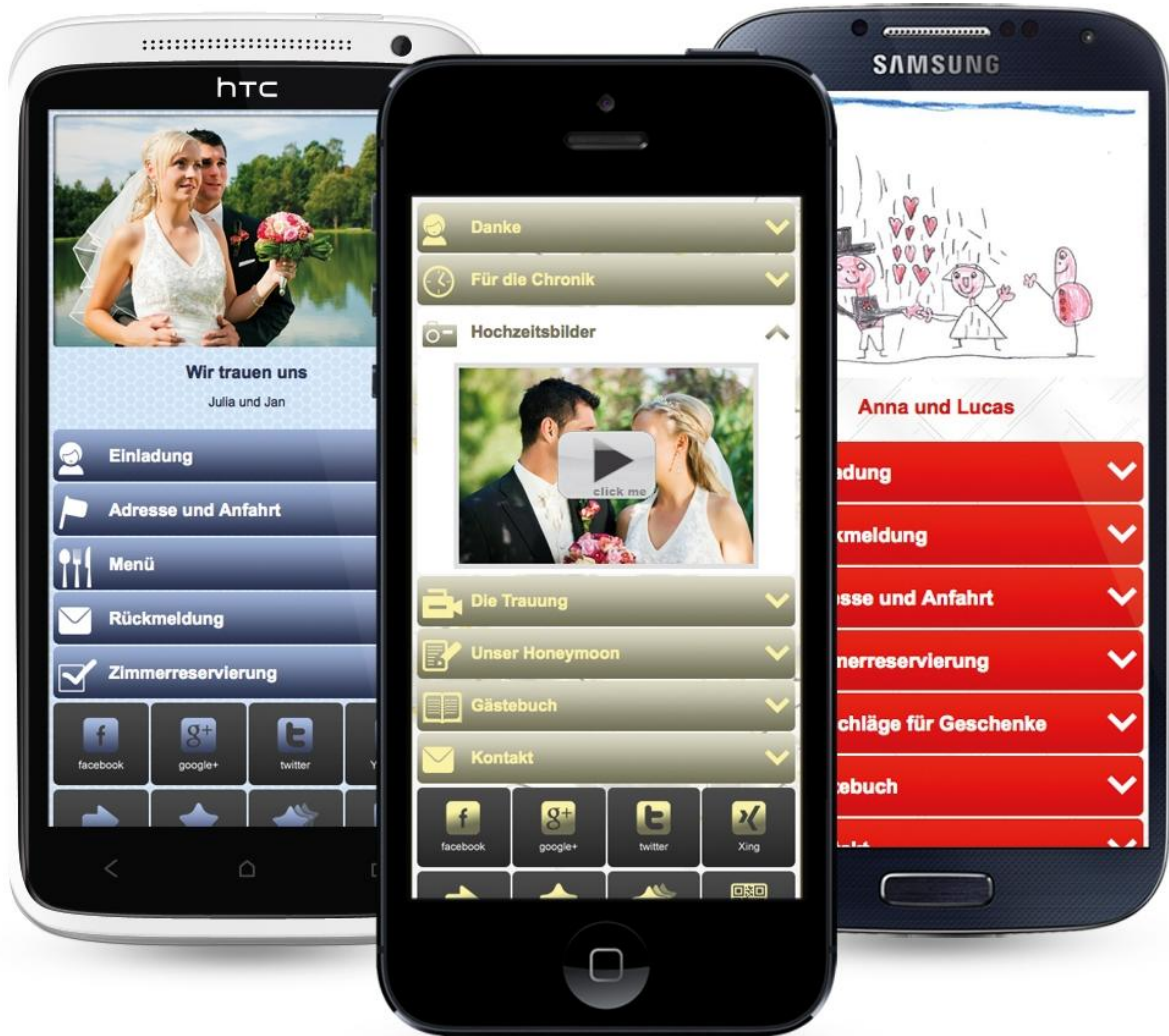 hTC
Wir trauen uns
Julia und Jan
Einladung
Adresse und Anfahrt
Menü
Rückmeldung
Zimmerreservierung
facebook
google+
twitter
Y
Danke
Für die Chronik
Hochzeitsbilder
click me
Die Trauung
Unser Honeymoon
Gästebuch
Kontakt
facebook
google+
twitter
Xing
SAMSUNG
Anna und Lucas
adung
kmeldung
sse und Anfahrt
merreservierung
chläge für Geschenke
ebuch